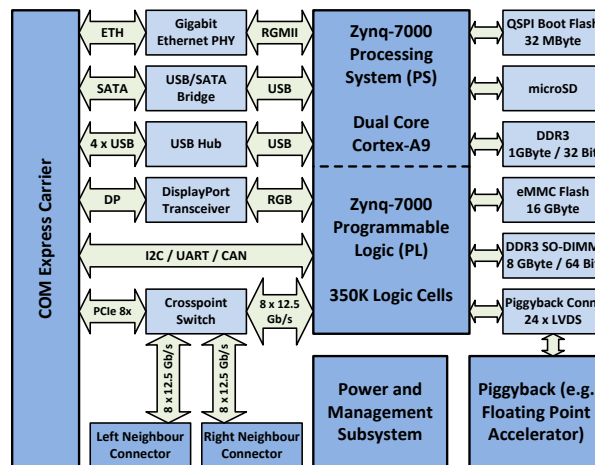 COM Express Carrier
ETH
Gigabit
Ethernet PHY
RGMII
SATA
USB/SATA
Bridge
USB
4 x USB
USB Hub
USB
DP
DisplayPort
Transceiver
RGB
I2C / UART / CAN
PCIe 8x
Crosspoint
Switch
8 x 12.5
Gb/s
8 x 12.5 Gb/s
8 x 12.5 Gb/s
Left Neighbour
Connector
Right Neighbour
Connector
Zynq-7000
Processing
System (PS)
Dual Core
Cortex-A9
Zynq-7000
Programmable
Logic (PL)
350K Logic Cells
Power and
Management
Subsystem
QSPI Boot Flash
32 MByte
microSD
DDR3
1GByte / 32 Bit
eMMC Flash
16 GByte
DDR3 SO-DIMM
8 GByte / 64 Bit
Piggyback Conn
24 x LVDS
Piggyback (e.g.
Floating Point
Accelerator)